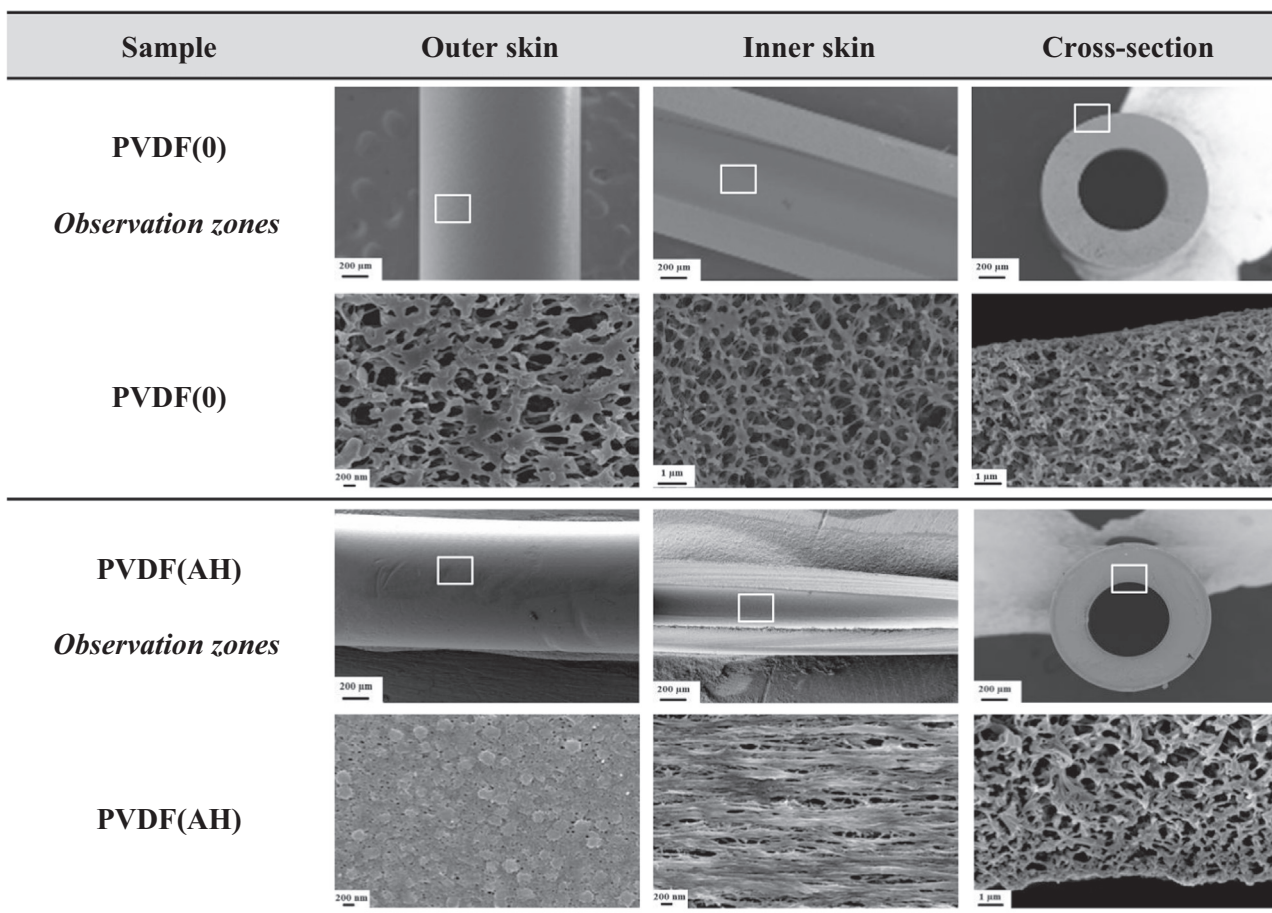 Sample Outer skin Inner skin Cross-section
PVDF(0)
Observation zones
200 µm 200 µm 200 µm
PVDF(0)
200 nm 1 µm 1 µm
PVDF(AH)
Observation zones
200 µm 200 µm 200 µm
PVDF(AH)
200 nm 200 nm 1 µm